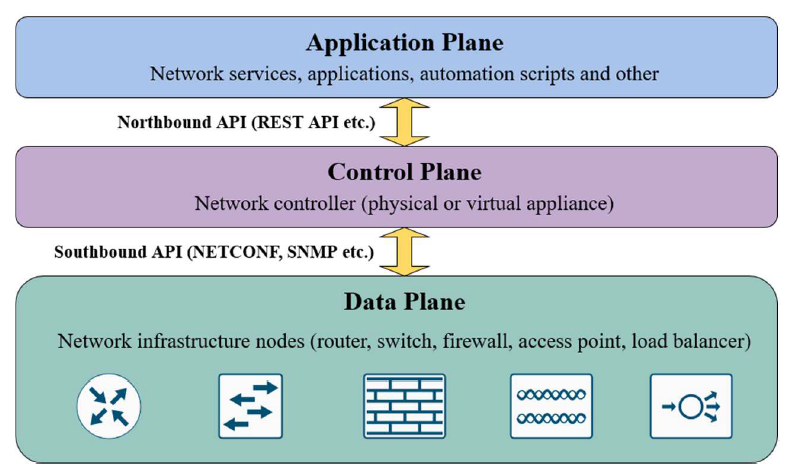 Application Plane
Network services, applications, automation scripts and other
Northbound API (REST API etc.)
Control Plane
Network controller (physical or virtual appliance)
Southbound API (NETCONF, SNMP etc.)
Data Plane
Network infrastructure nodes (router, switch, firewall, access point, load balancer)